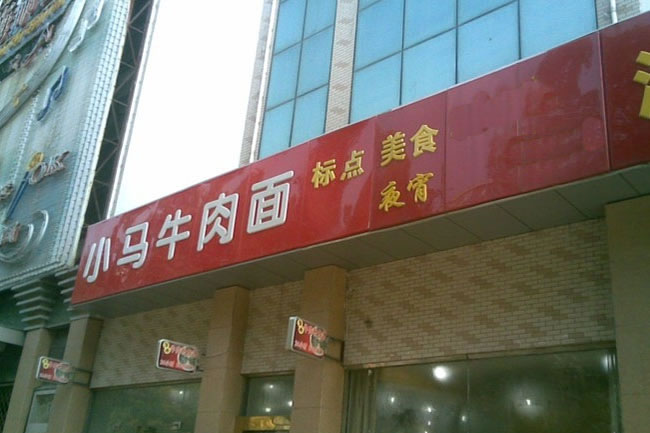 小马牛肉面
标点 美食
夜宵